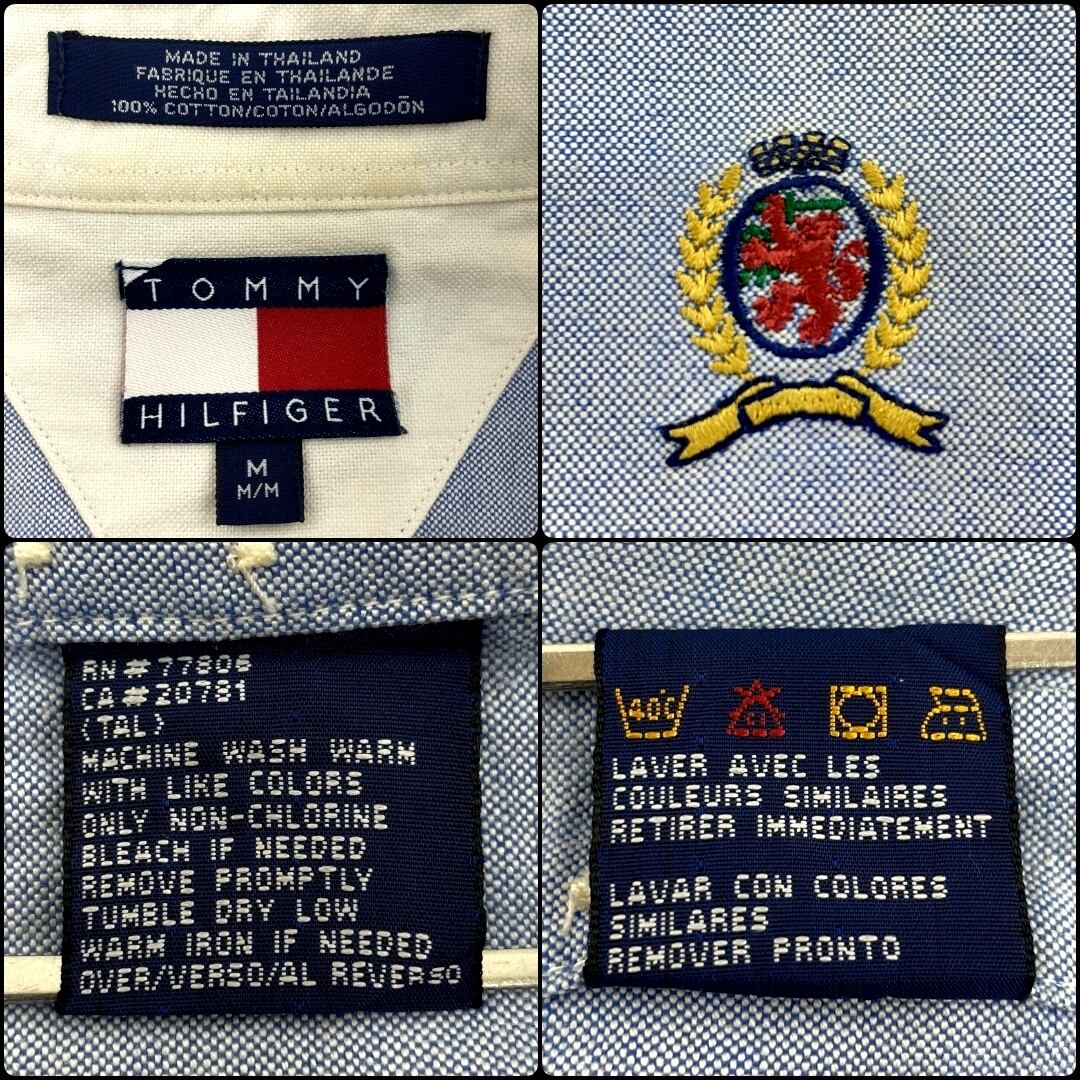 MADE IN THAILAND
FABRIQUE EN THAILANDE
HECHO EN TAILANDIA
100% COTTON/COTON/ALGODÓN
TOMMY
HILFIGER
M
M/M
RN # 77806
CA # 20781
(TAL)
MACHINE WASH WARM
WITH LIKE COLORS
ONLY NON-CHLORINE
BLEACH IF NEEDED
REMOVE PROMPTLY
TUMBLE DRY LOW
WARM IRON IF NEEDED
OVER/VERSO/AL REVERSO
40C
LAVER AVEC LES
COULEURS SIMILAIRES
RETIRER IMMEDIATEMENT
LAVAR CON COLORES
SIMILARES
REMOVER PRONTO